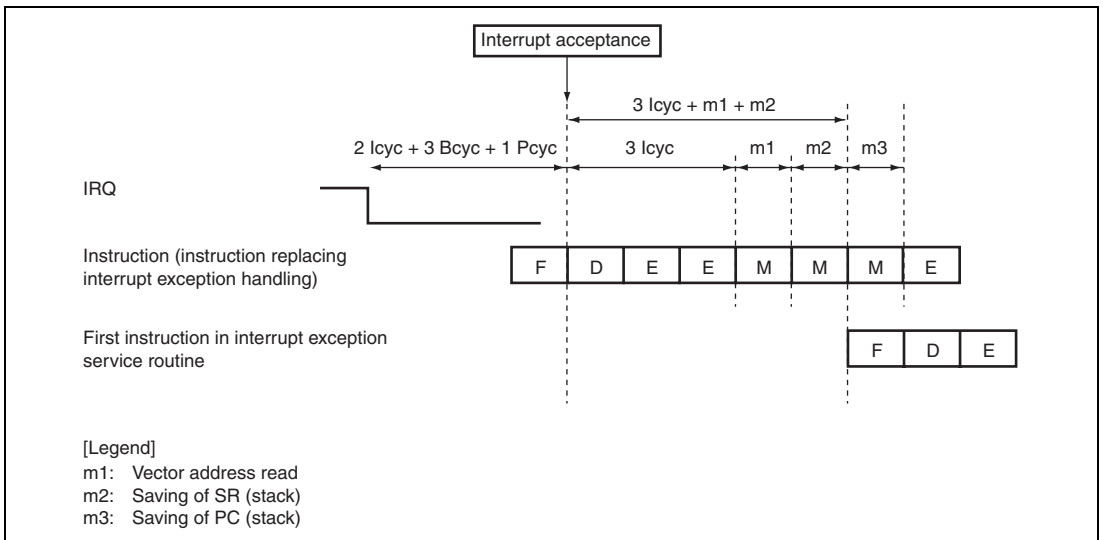 Interrupt acceptance
3 Icyc + m1 + m2
2 Icyc + 3 Bcyc + 1 Pcyc
3 Icyc
m1
m2
m3
IRQ
Instruction (instruction replacing
interrupt exception handling)
F D E E M M M E
First instruction in interrupt exception
service routine
F D E
[Legend]
m1: Vector address read
m2: Saving of SR (stack)
m3: Saving of PC (stack)